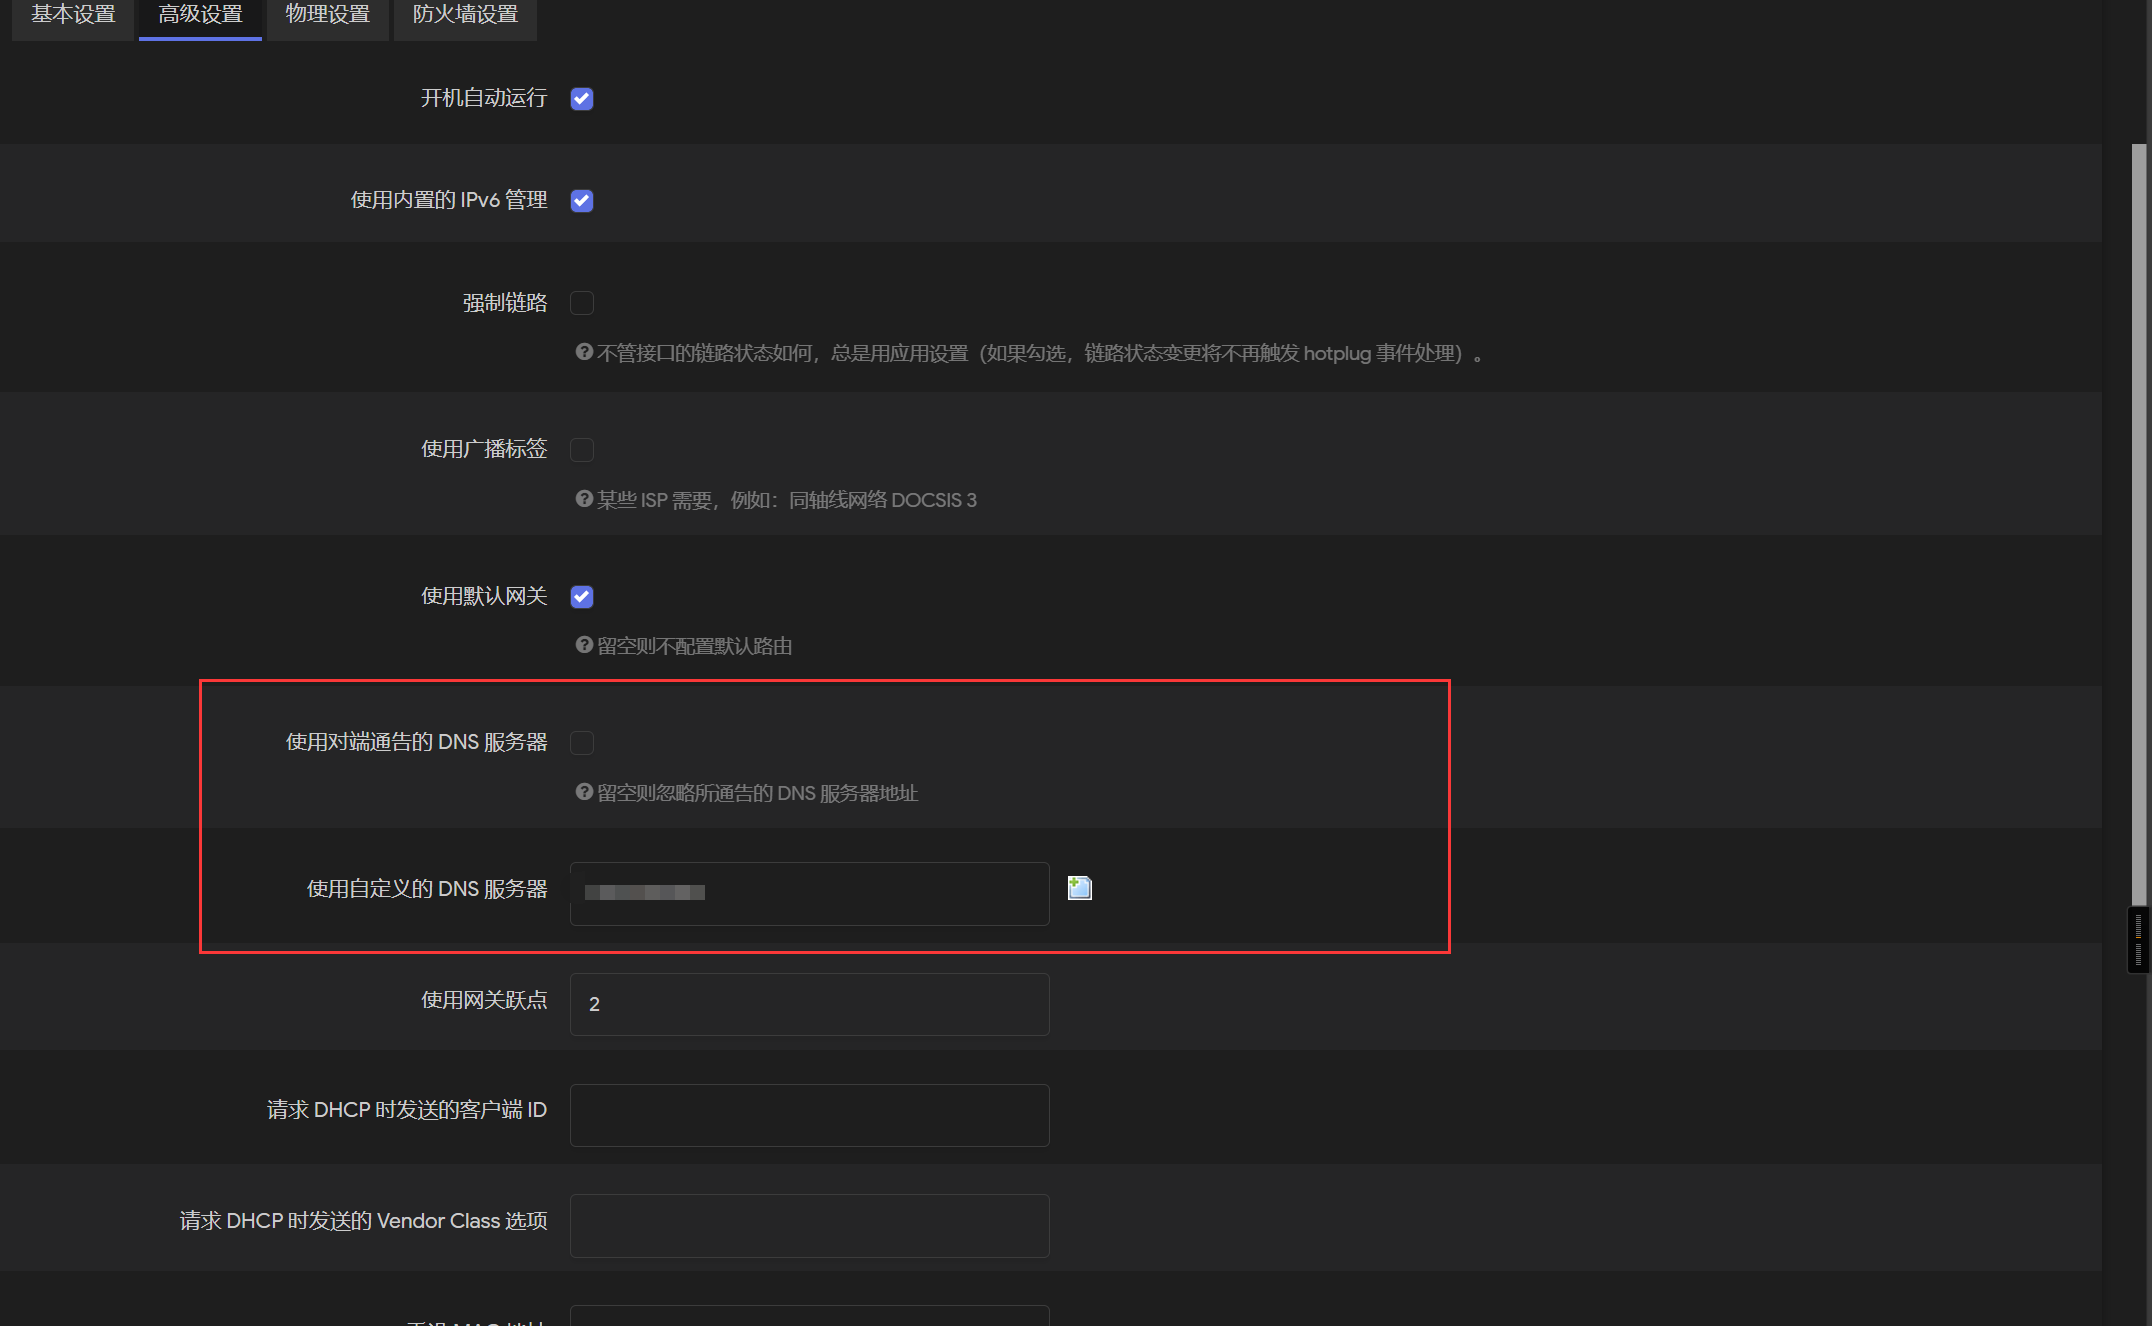 基本设置 高级设置 物理设置 防火墙设置
开机自动运行
使用内置的 IPv6 管理
强制链路
不管接口的链路状态如何，总是用应用设置（如果勾选，链路状态变更将不再触发 hotplug 事件处理）。
使用广播标签
某些 ISP 需要，例如：同轴线网络 DOCSIS 3
使用默认网关
留空则不配置默认路由
使用对端通告的 DNS 服务器
留空则忽略所通告的 DNS 服务器地址
使用自定义的 DNS 服务器
使用网关跃点 2
请求 DHCP 时发送的客户端 ID
请求 DHCP 时发送的 Vendor Class 选项